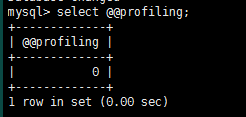 mysql> select @@profiling;
+-------------+
| @@profiling |
+-------------+
|           0 |
+-------------+
1 row in set (0.00 sec)